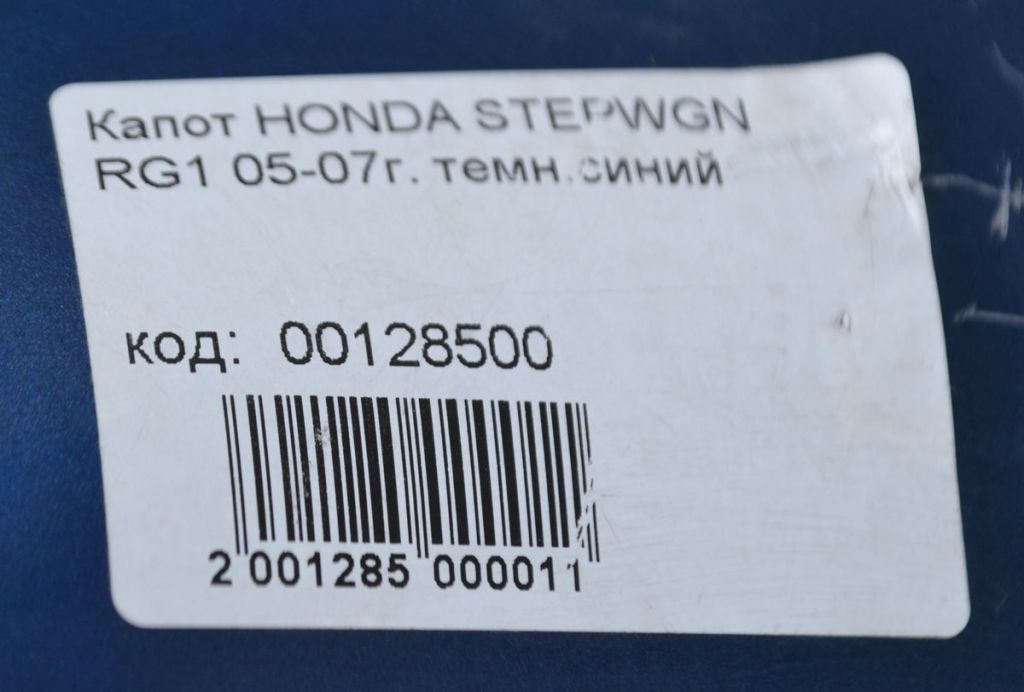 Капот HONDA STEPWGN
RG1 05-07г. темн.синий
код: 00128500
2 001285 000011